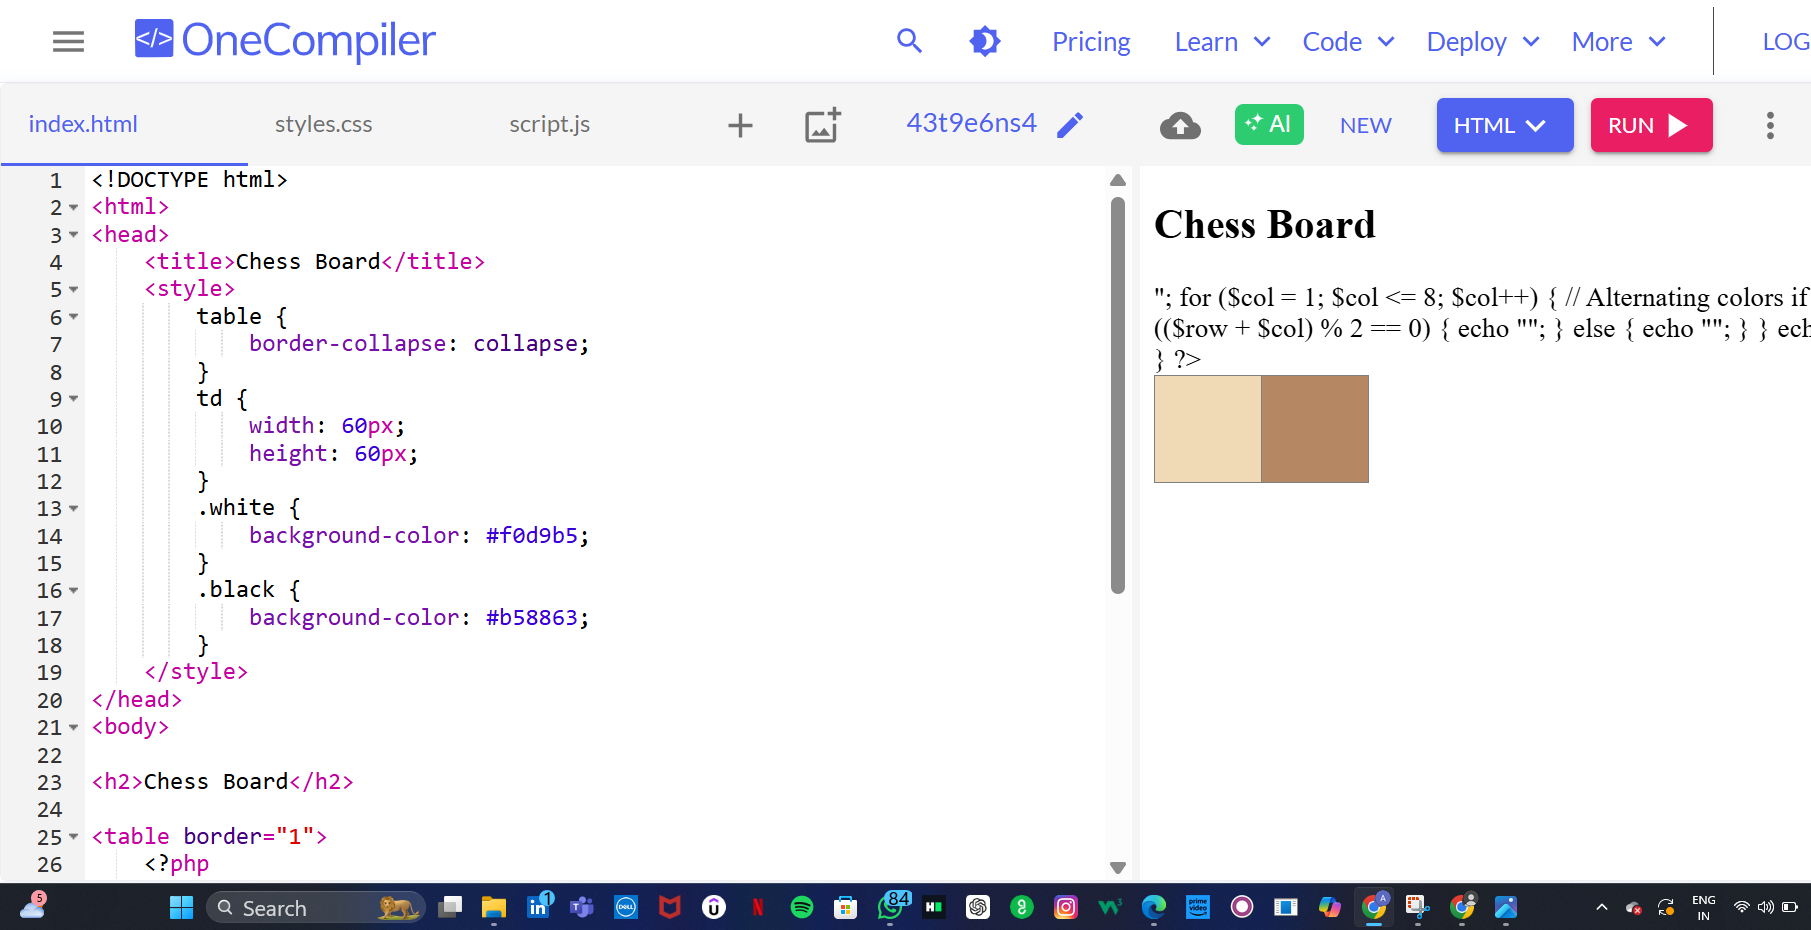 </> OneCompiler
Pricing Learn Code Deploy More LOG
index.html styles.css script.js 43t9e6ns4 AI NEW HTML RUN
1 <!DOCTYPE html>
2 <html>
3 <head>
4 <title>Chess Board</title>
5 <style>
6 table {
7 border-collapse: collapse;
8 }
9 td {
10 width: 60px;
11 height: 60px;
12 }
13 .white {
14 background-color: #f0d9b5;
15 }
16 .black {
17 background-color: #b58863;
18 }
19 </style>
20 </head>
21 <body>
22
23 <h2>Chess Board</h2>
24
25 <table border="1">
26 <?php
Chess Board
"; for ($col = 1; $col <= 8; $col++) { // Alternating colors if
(($row + $col) % 2 == 0) { echo ""; } else { echo ""; } } ech
} ?>
5
Search
1
84
prime video
DELL
ENG
IN